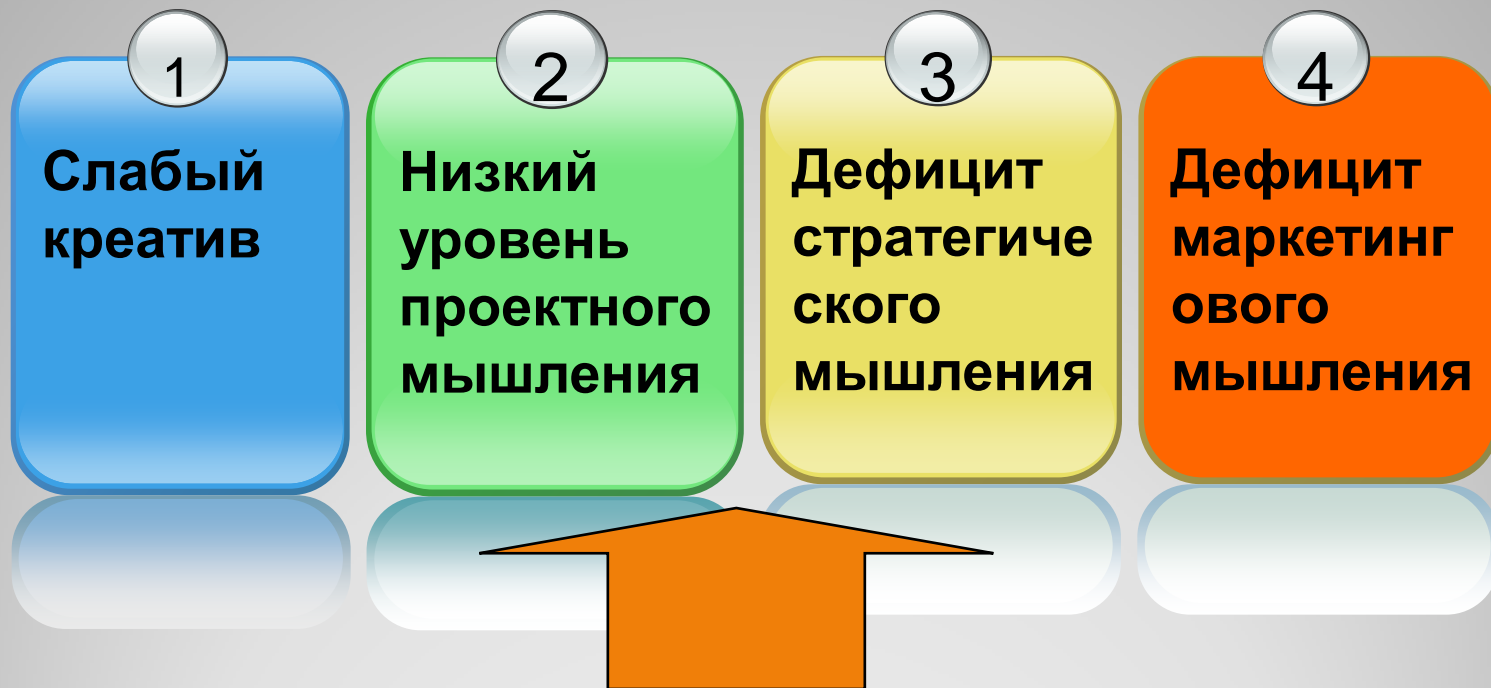 1
Слабый
креатив
2
Низкий
уровень
проектного
мышления
3
Дефицит
стратегиче
ского
мышления
4
Дефицит
маркетинг
ового
мышления